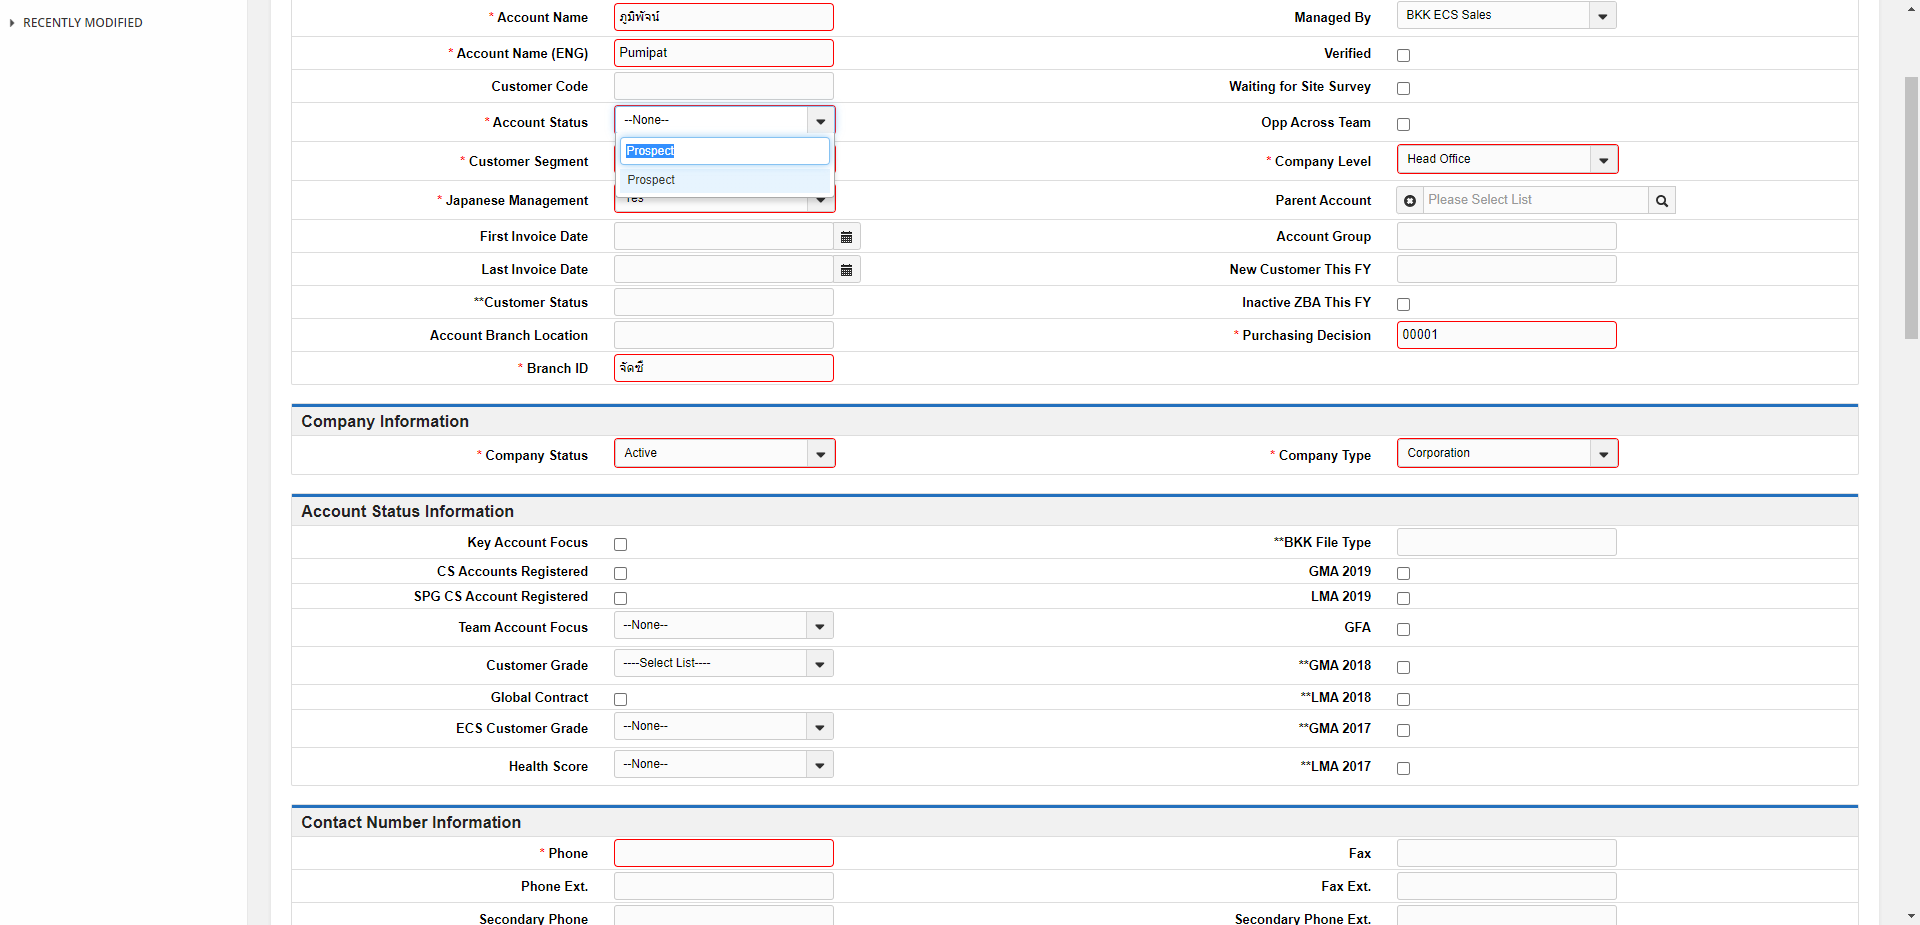 RECENTLY MODIFIED
* Account Name ภูมิพัจน์ Managed By BKK ECS Sales
* Account Name (ENG) Pumipat Verified
Customer Code Waiting for Site Survey
* Account Status --None-- Opp Across Team
Prospect
* Customer Segment * Company Level Head Office
Prospect
* Japanese Management Yes Parent Account Please Select List
First Invoice Date Account Group
Last Invoice Date New Customer This FY
**Customer Status Inactive ZBA This FY
Account Branch Location * Purchasing Decision 00001
* Branch ID จัดซื้
Company Information
* Company Status Active * Company Type Corporation
Account Status Information
Key Account Focus **BKK File Type
CS Accounts Registered GMA 2019
SPG CS Account Registered LMA 2019
Team Account Focus --None-- GFA
Customer Grade ----Select List---- **GMA 2018
Global Contract **LMA 2018
ECS Customer Grade --None-- **GMA 2017
Health Score --None-- **LMA 2017
Contact Number Information
* Phone Fax
Phone Ext. Fax Ext.
Secondary Phone Secondary Phone Ext.